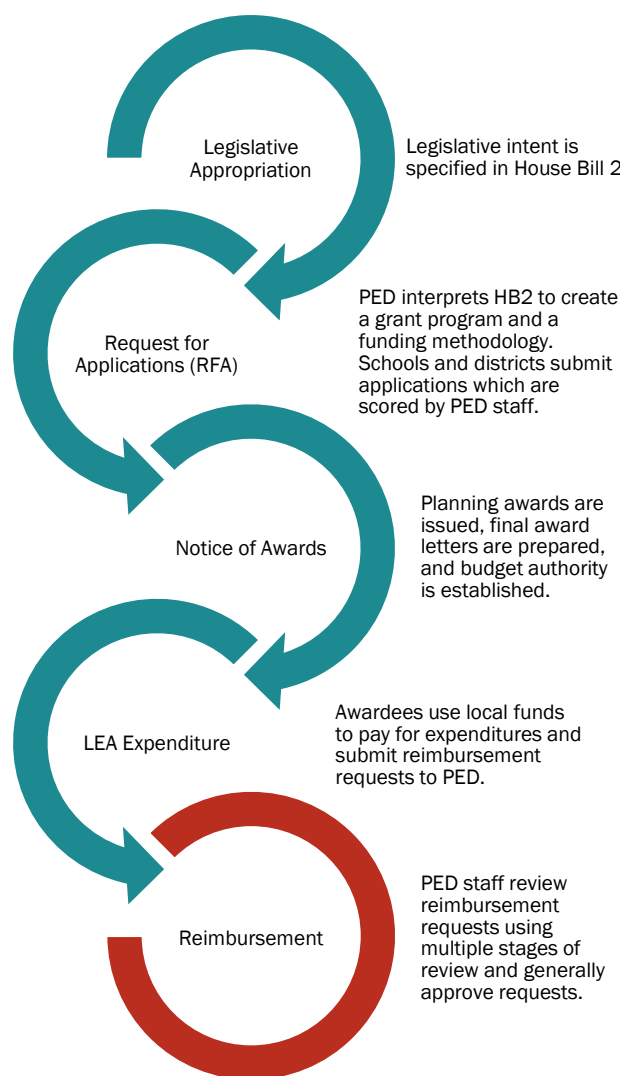 Legislative
Appropriation
Legislative intent is
specified in House Bill 2
Request for
Applications (RFA)
PED interprets HB2 to create
a grant program and a
funding methodology.
Schools and districts submit
applications which are
scored by PED staff.
Notice of Awards
Planning awards are
issued, final award
letters are prepared,
and budget authority
is established.
LEA Expenditure
Awardees use local funds
to pay for expenditures and
submit reimbursement
requests to PED.
Reimbursement
PED staff review
reimbursement
requests using
multiple stages of
review and generally
approve requests.